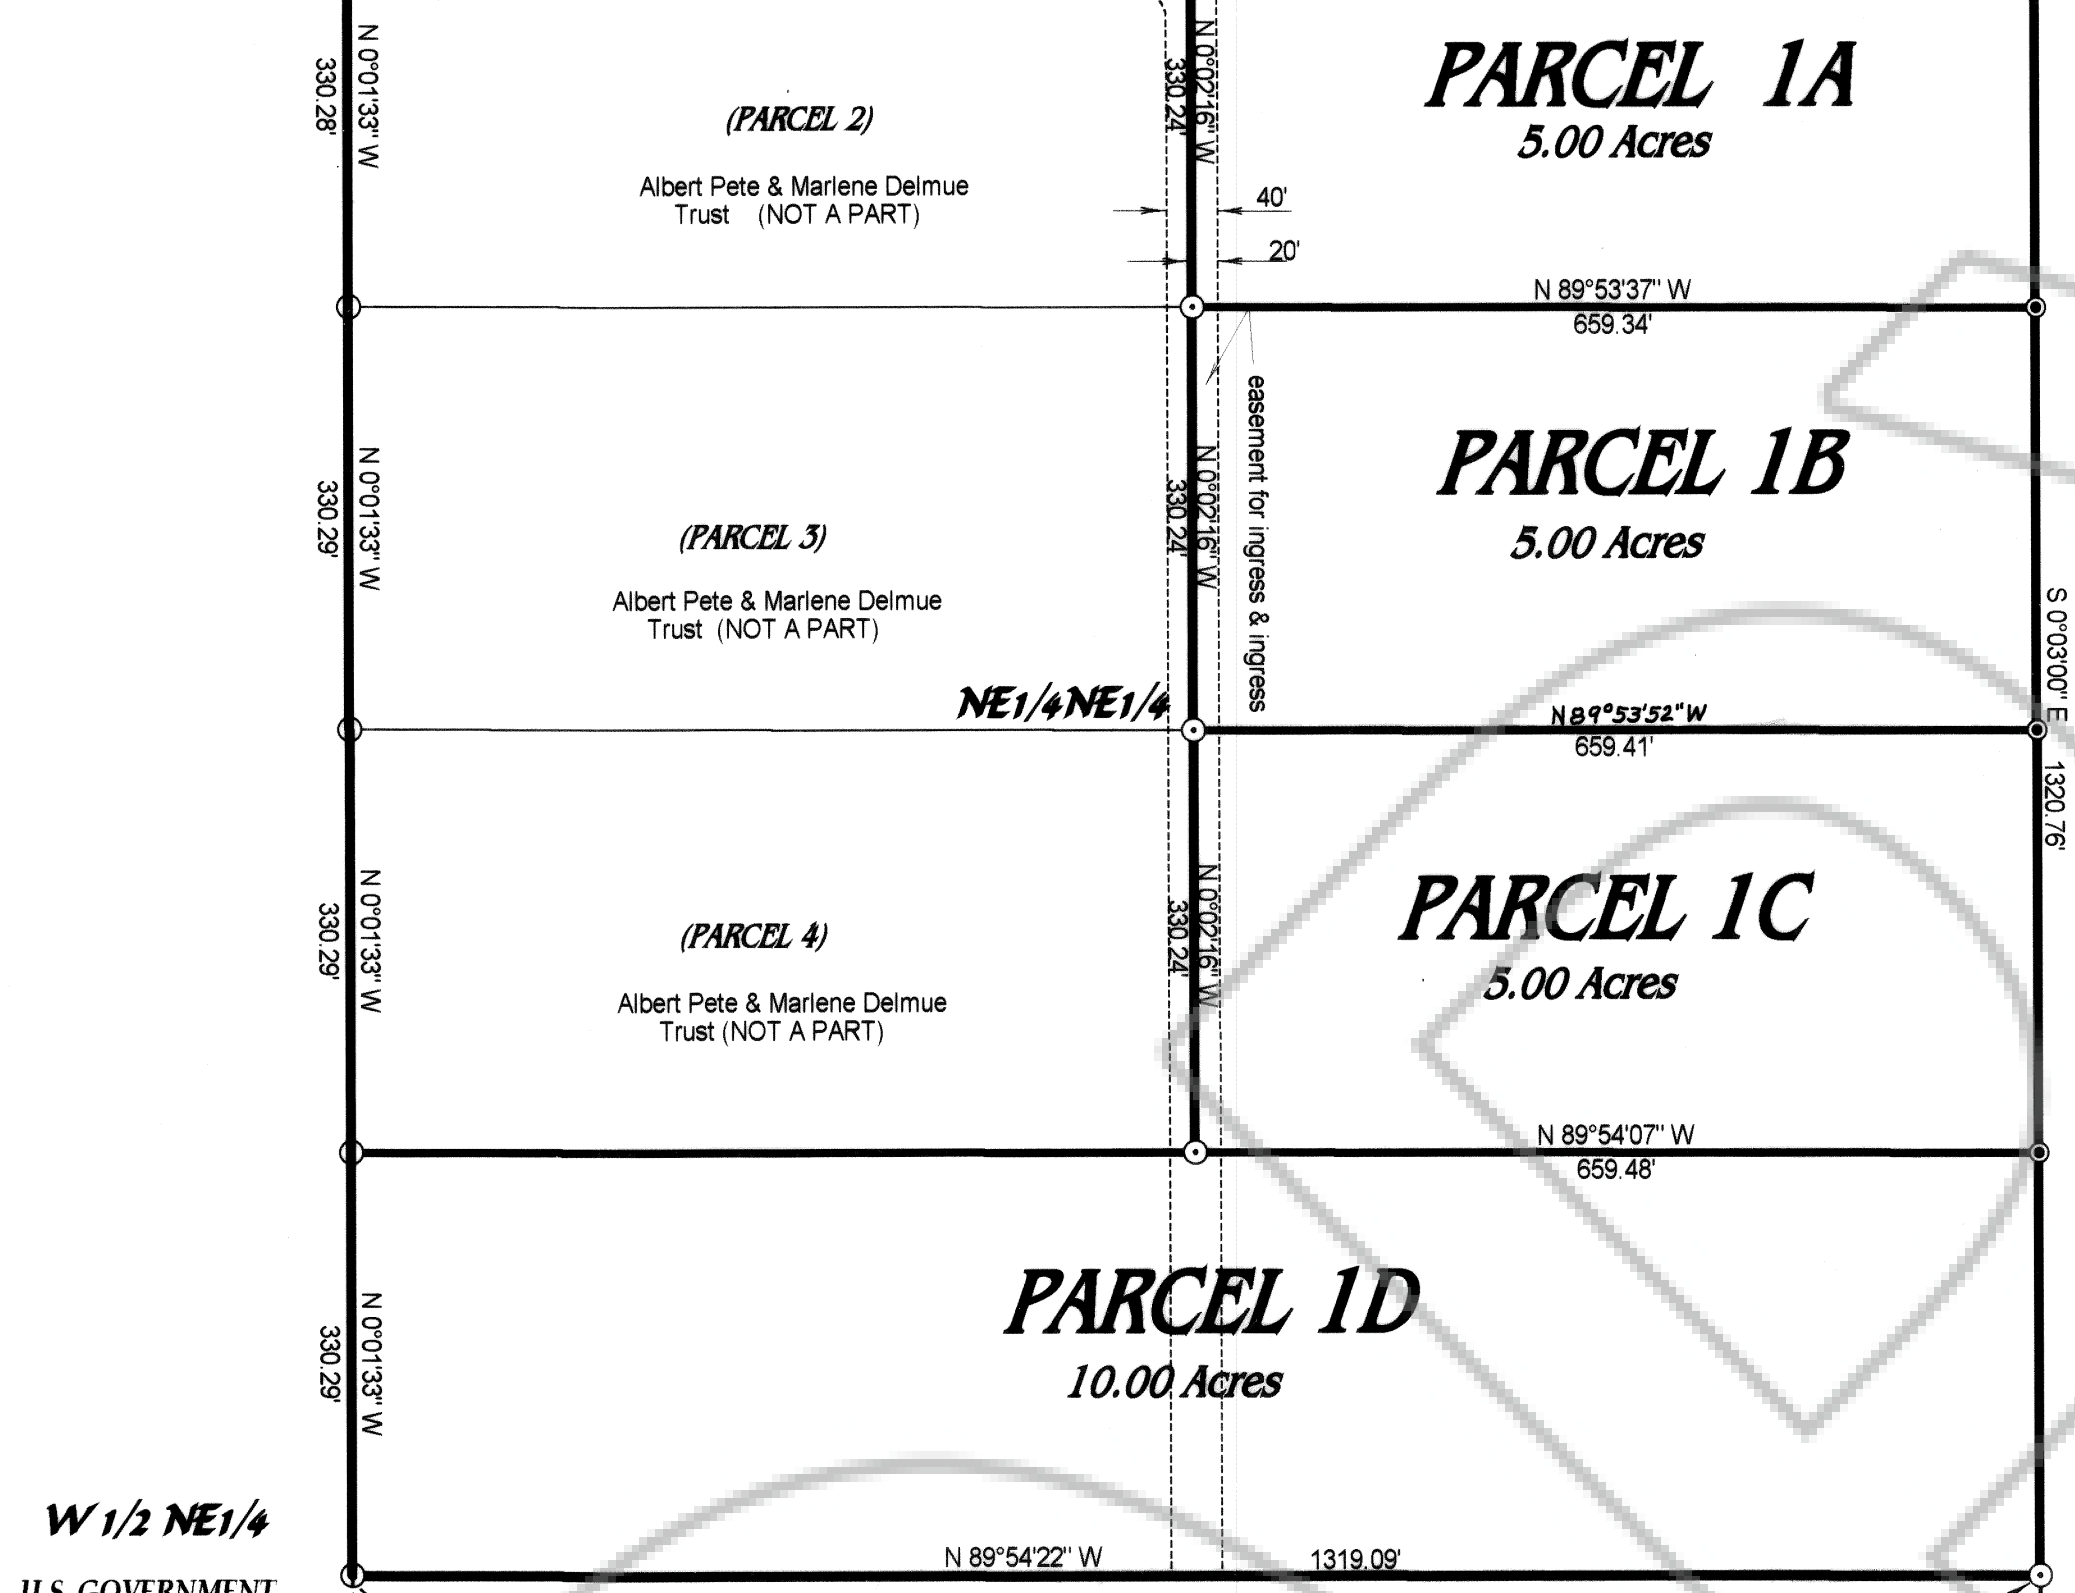 N 0°01'33" W
330.28'
(PARCEL 2)
Albert Pete & Marlene Delmue
Trust (NOT A PART)
N 0°02'16" W
330.24'
40'
20'
PARCEL 1A
5.00 Acres
N 89°53'37" W
659.34'
N 0°01'33" W
330.29'
(PARCEL 3)
Albert Pete & Marlene Delmue
Trust (NOT A PART)
NE1/4NE1/4
N 0°02'16" W
330.24'
easement for ingress & ingress
PARCEL 1B
5.00 Acres
N89°53'52"W
659.41'
S 0°03'00" E 1320.76'
N 0°01'33" W
330.29'
(PARCEL 4)
Albert Pete & Marlene Delmue
Trust (NOT A PART)
N 0°02'16" W
330.24'
PARCEL 1C
5.00 Acres
N 89°54'07" W
659.48'
N 0°01'33" W
330.29'
PARCEL 1D
10.00 Acres
W 1/2 NE1/4
N 89°54'22" W 1319.09'
U.S. GOVERNMENT